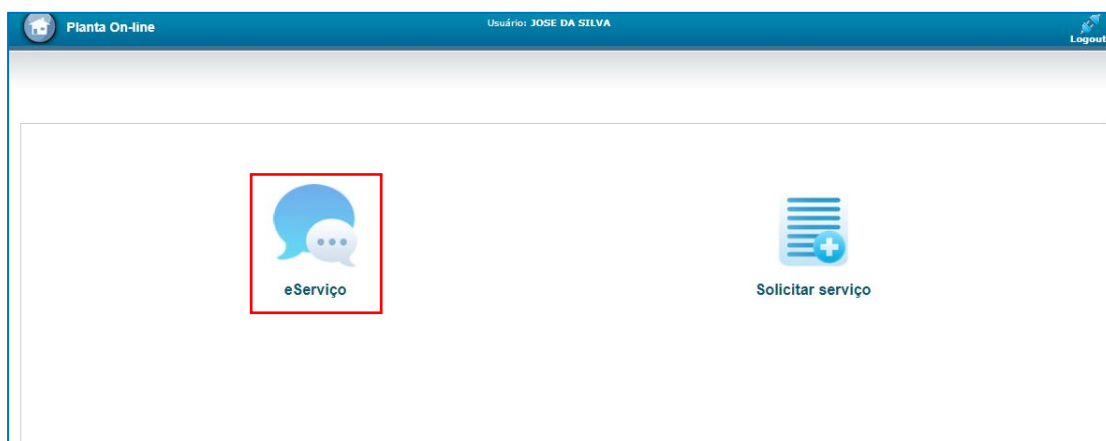 Planta On-line
Usuário: JOSE DA SILVA
Logout
eServiço
Solicitar serviço